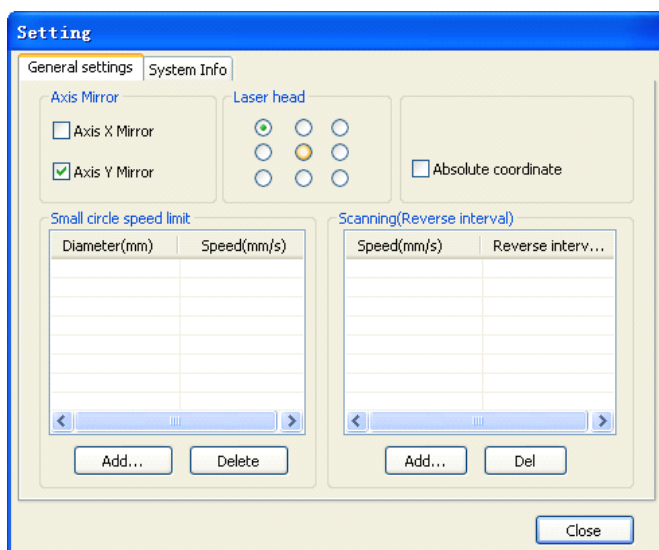 Setting
General settings System Info
Axis Mirror Laser head
Axis X Mirror
Axis Y Mirror
Absolute coordinate
Small circle speed limit Scanning(Reverse interval)
Diameter(mm) Speed(mm/s) Speed(mm/s) Reverse interv...
Add... Delete Add... Del
Close